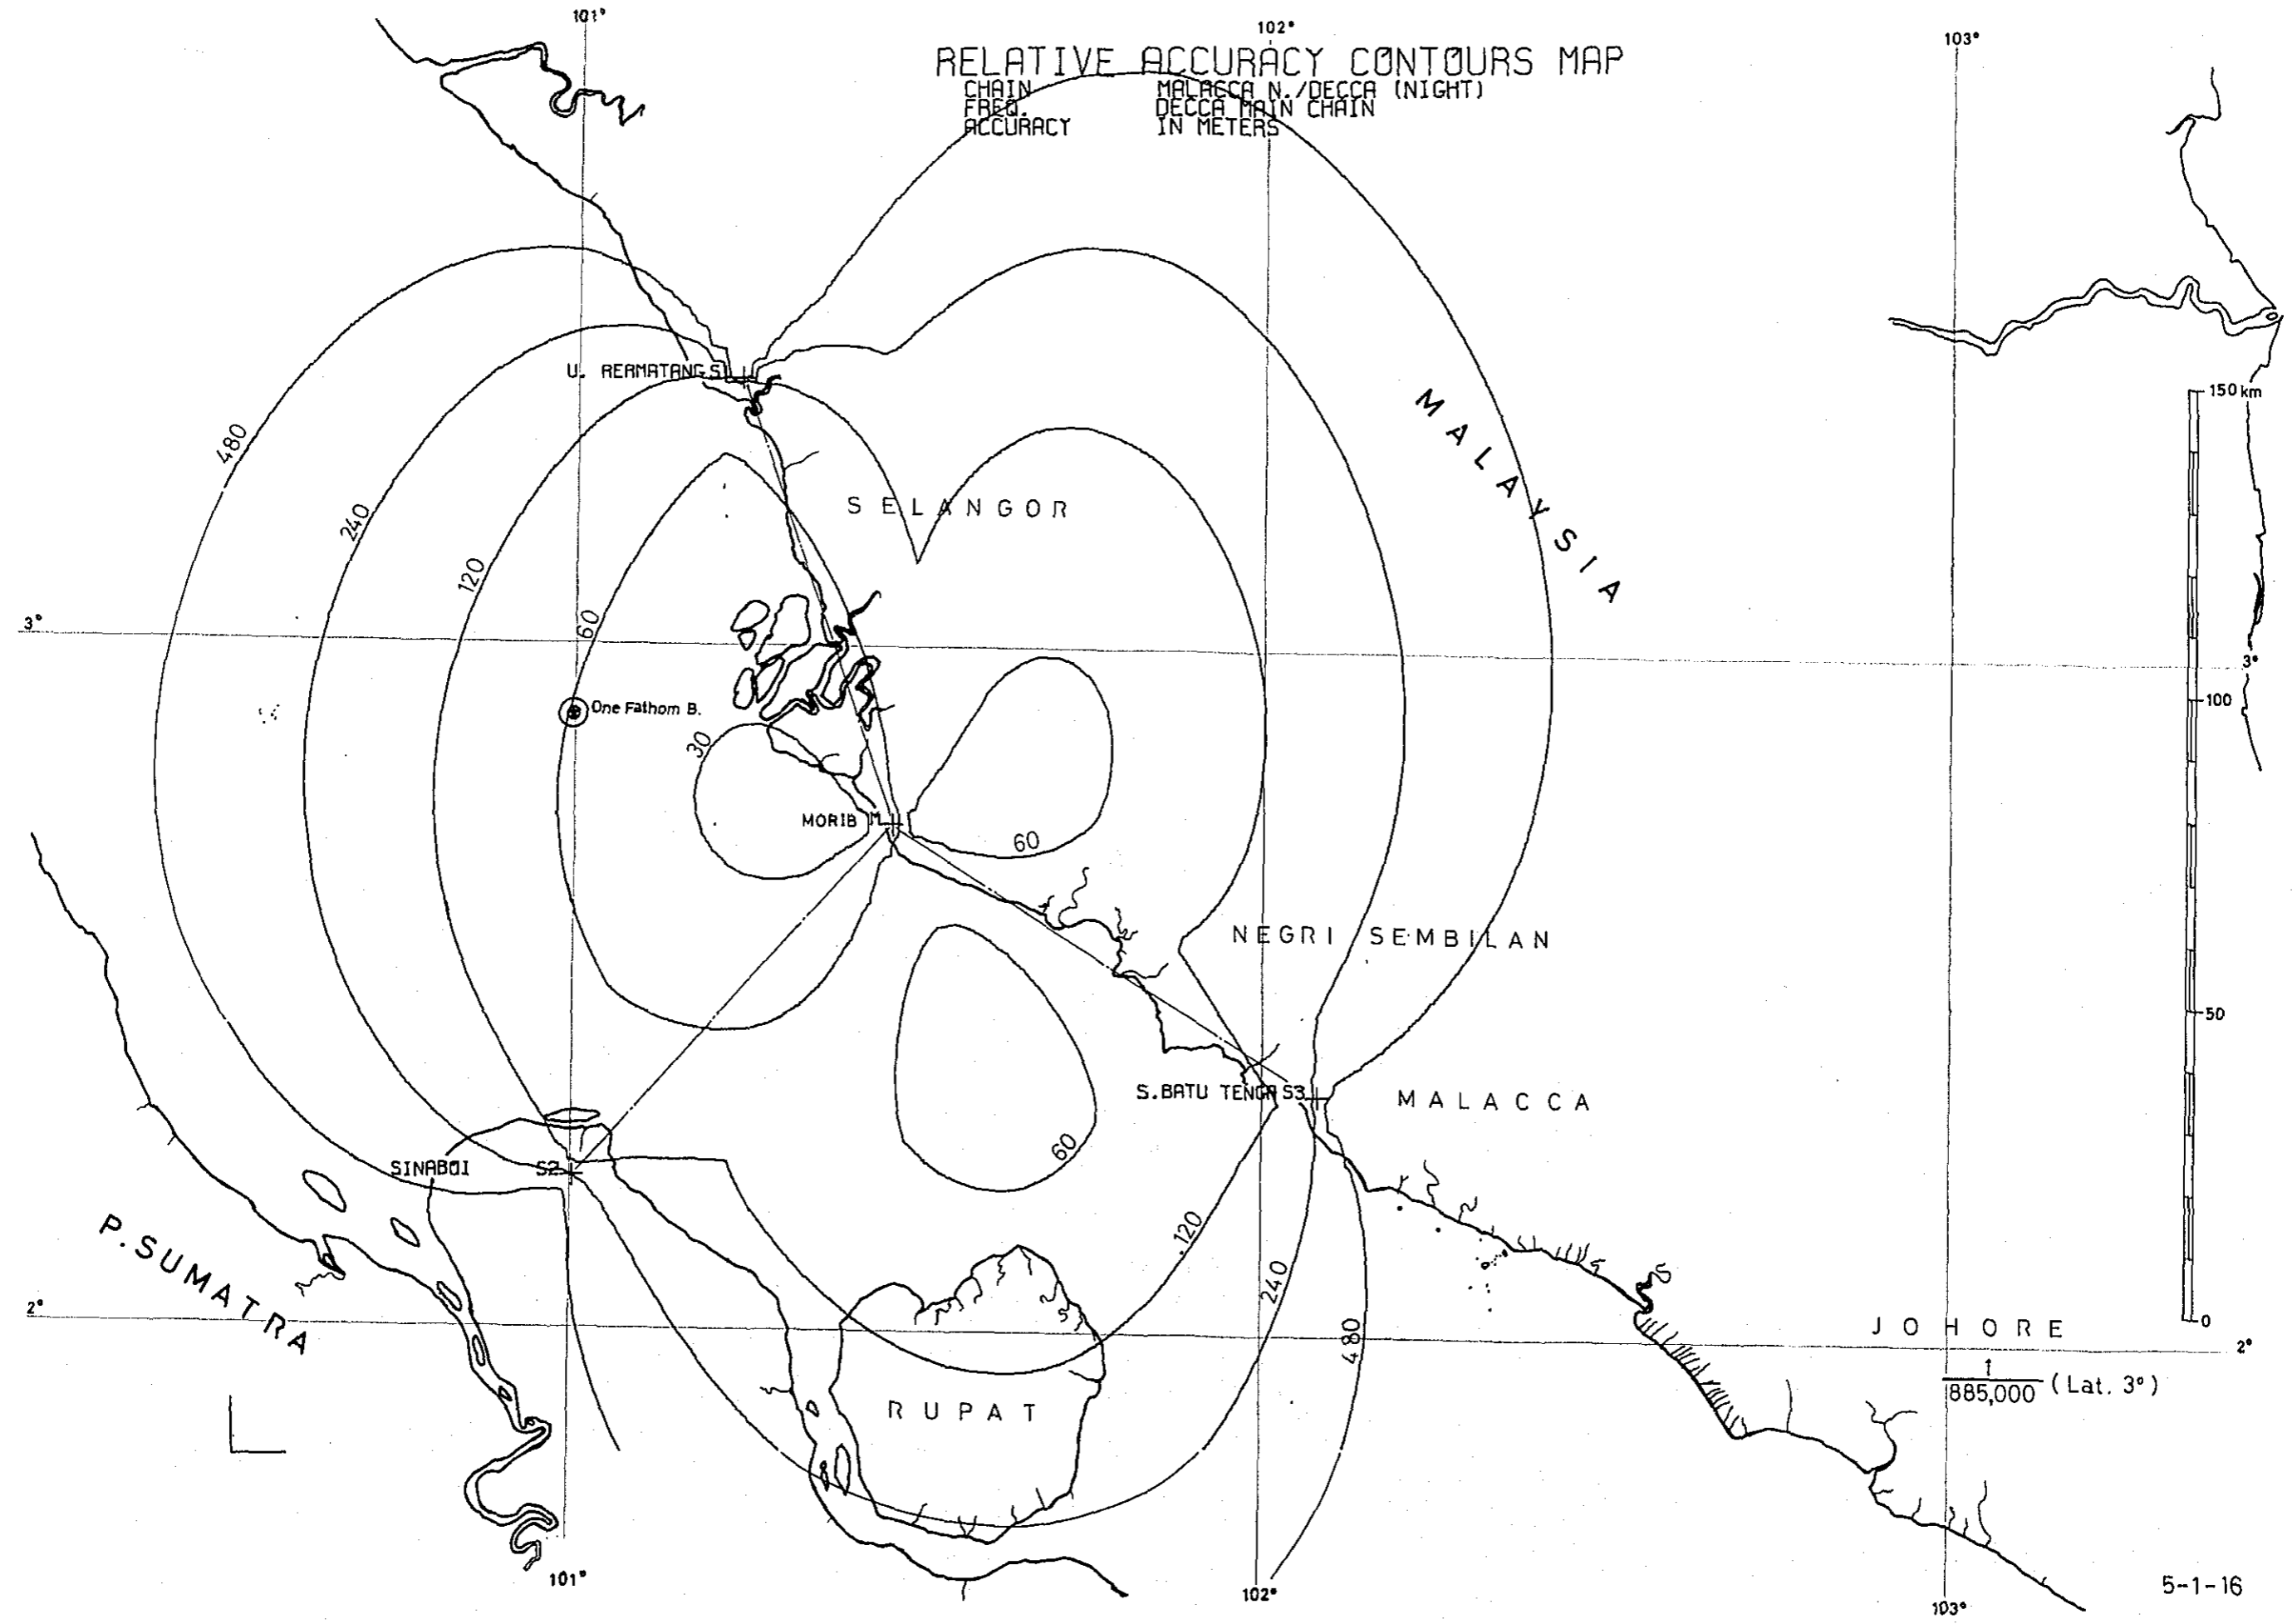 101°
102°
103°
RELATIVE ACCURACY CONTOURS MAP
CHAIN MALACCA N./DECCA (NIGHT)
FREQ. DECCA MAIN CHAIN
ACCURACY IN METERS
150 km
U. RERMATANG S1
MALAYSIA
480
240
120
60
SELANGOR
3°
3°
One Fathom B.
100
30
MORIB M
60
NEGRI SEMBILAN
50
S.BATU TENGA S3
MALACCA
60
SINABOI S2
P. SUMATRA
120
240
480
2°
0
JOHORE
2°
1
885,000 (Lat. 3°)
RUPAT
101°
102°
103°
5-1-16